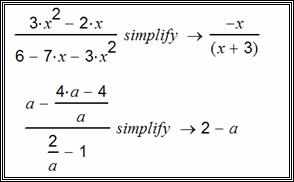 3·x² − 2·x / 6 − 7·x − 3·x² simplify → −x / (x + 3)
a − 4·a − 4 / a / 2 / a − 1 simplify → 2 − a